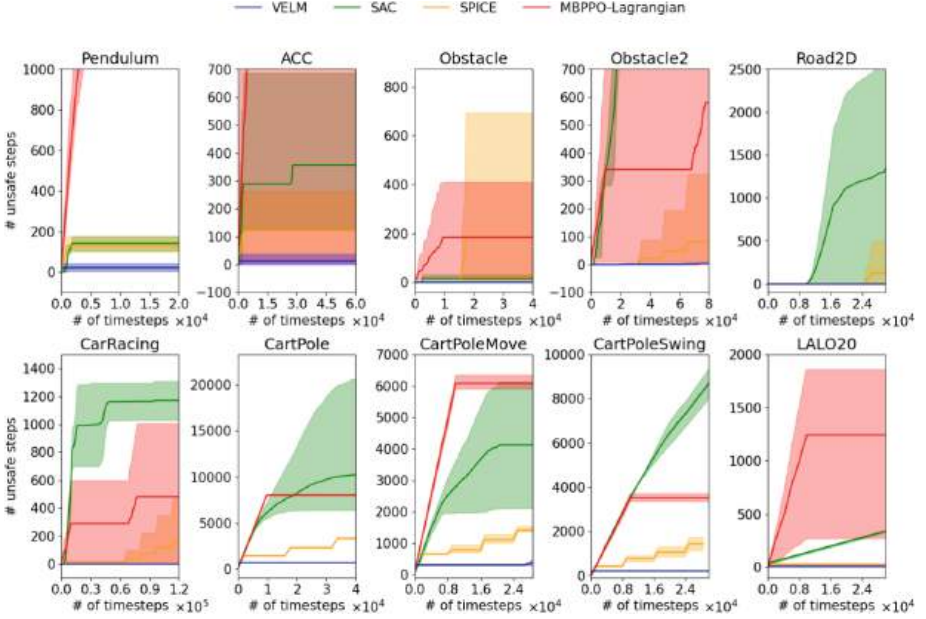 VELM SAC SPICE MBPPO-Lagrangian
Pendulum ACC Obstacle Obstacle2 Road2D
# unsafe steps
1000 800 600 400 200 0
0.0 0.5 1.0 1.5 2.0
# of timesteps ×10⁴
700 600 500 400 300 200 100 0 −100
0.0 1.5 3.0 4.5 6.0
# of timesteps ×10⁴
800 600 400 200 0
0 1 2 3 4
# of timesteps ×10⁴
700 600 500 400 300 200 100 0 −100
0 2 4 6 8
# of timesteps ×10⁴
2500 2000 1500 1000 500 0
0.0 0.8 1.6 2.4
# of timesteps ×10⁴
CarRacing CartPole CartPoleMove CartPoleSwing LALO20
# unsafe steps
1400 1200 1000 800 600 400 200 0
0.0 0.3 0.6 0.9 1.2
# of timesteps ×10⁵
20000 15000 10000 5000 0
0 1 2 3 4
# of timesteps ×10⁴
7000 6000 5000 4000 3000 2000 1000 0
0.0 0.8 1.6 2.4
# of timesteps ×10⁴
10000 8000 6000 4000 2000 0
0.0 0.8 1.6 2.4
# of timesteps ×10⁴
2000 1500 1000 500 0
0.0 0.8 1.6 2.4
# of timesteps ×10⁴